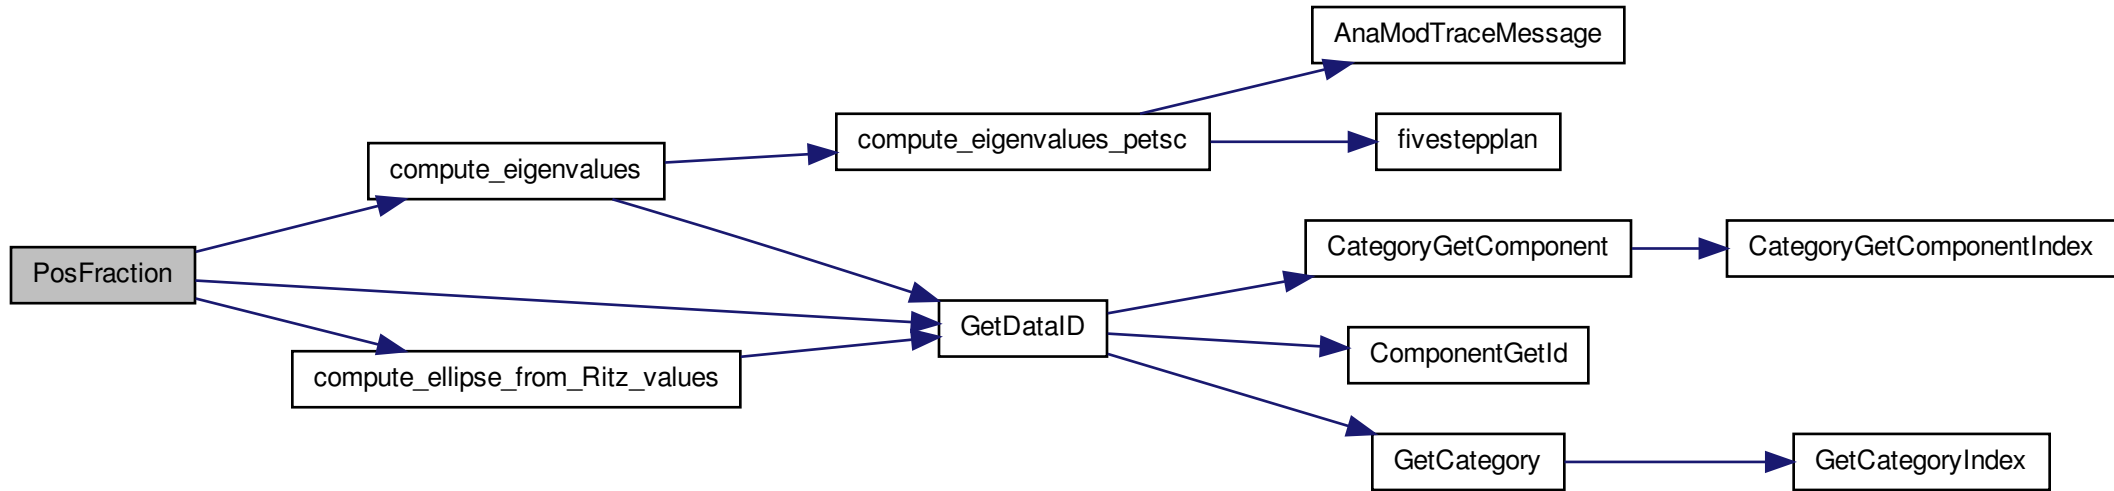 AnaModTraceMessage
compute_eigenvalues_petsc
fivestepplan
compute_eigenvalues
CategoryGetComponent
CategoryGetComponentIndex
PosFraction
GetDataID
ComponentGetId
compute_ellipse_from_Ritz_values
GetCategory
GetCategoryIndex